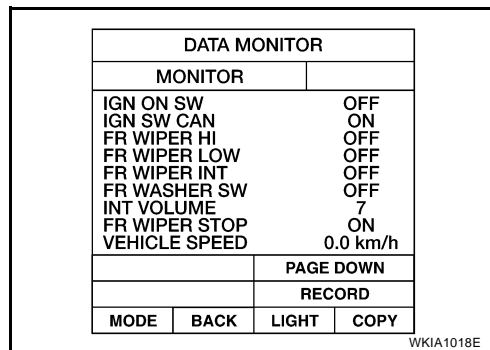 DATA MONITOR
MONITOR
IGN ON SW OFF
IGN SW CAN ON
FR WIPER HI OFF
FR WIPER LOW OFF
FR WIPER INT OFF
FR WASHER SW OFF
INT VOLUME 7
FR WIPER STOP ON
VEHICLE SPEED 0.0 km/h
PAGE DOWN
RECORD
MODE BACK LIGHT COPY
WKIA1018E